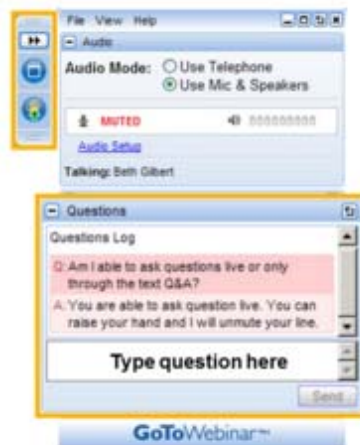 File View Help
Audio
Audio Mode: Use Telephone
Use Mic & Speakers
MUTED
Audio Setup
Talking: Beth Gilbert
Questions
Questions Log
Q: Am I able to ask questions live or only
through the text Q&A?
A: You are able to ask question live. You can
raise your hand and I will unmute your line.
Type question here
Send
GoToWebinar™